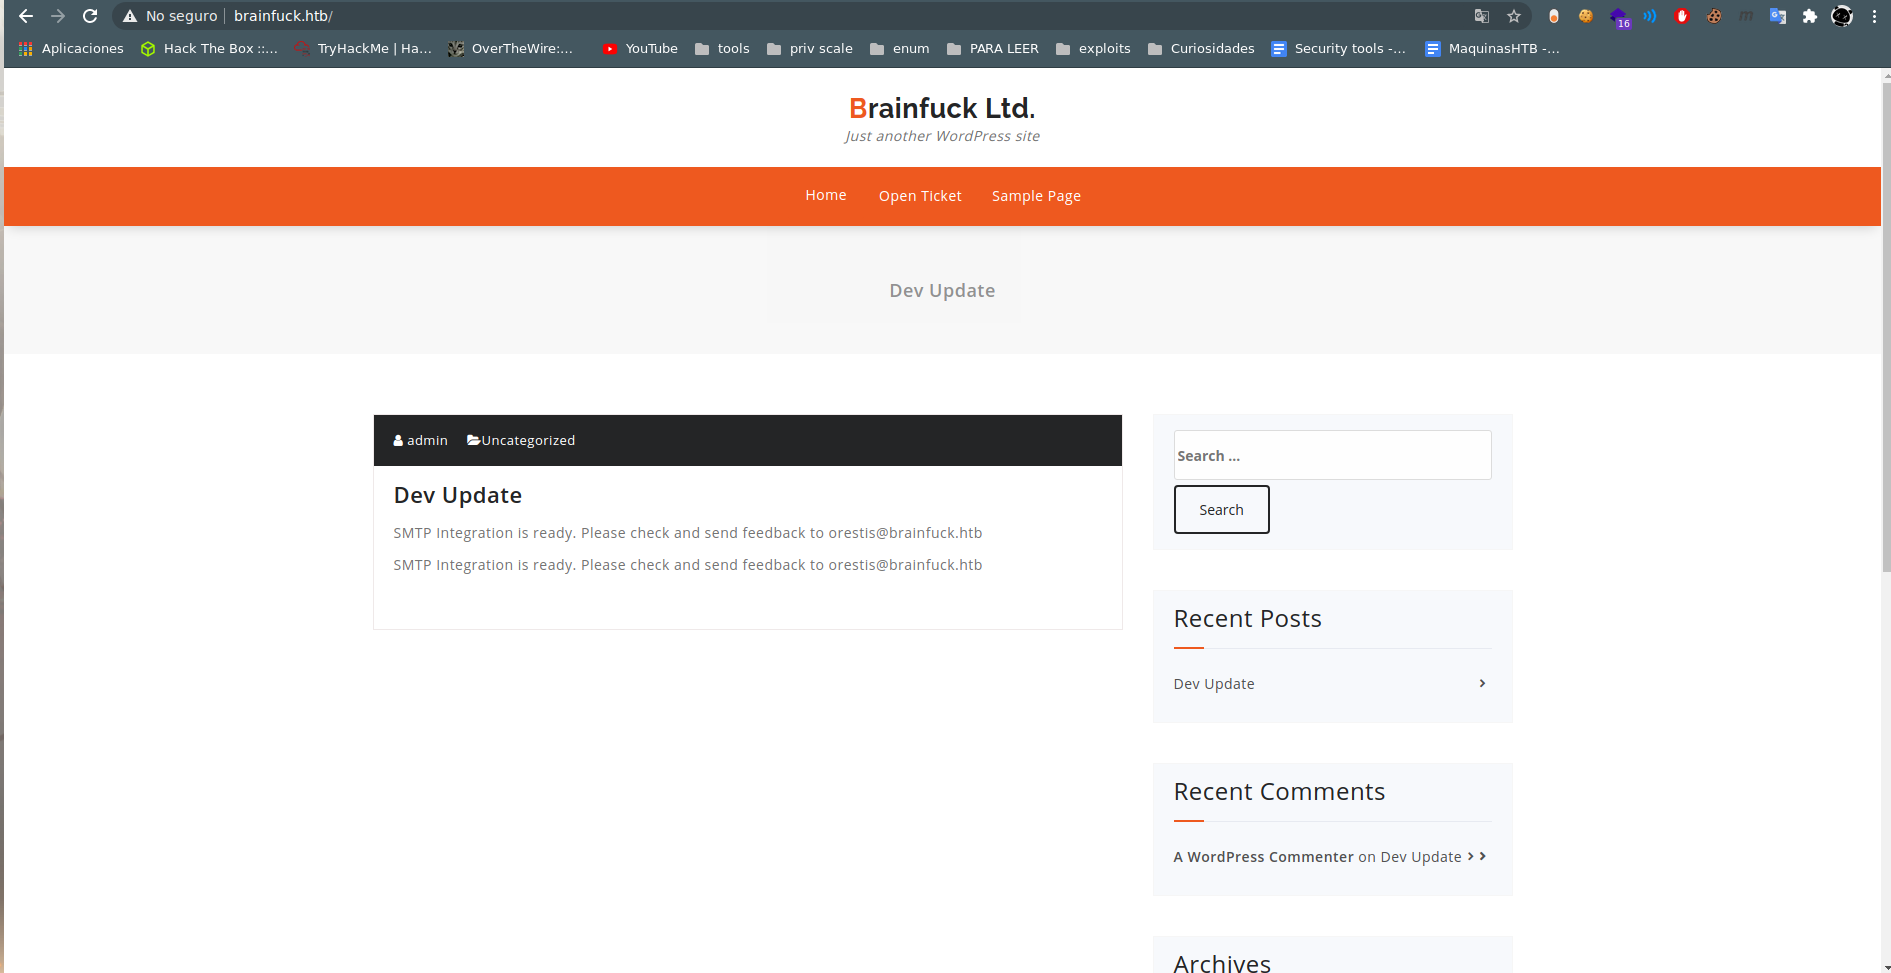 No seguro brainfuck.htb/
16
Aplicaciones Hack The Box ::… TryHackMe | Ha… OverTheWire:… YouTube tools priv scale enum PARA LEER exploits Curiosidades Security tools -… MaquinasHTB -…
Brainfuck Ltd.
Just another WordPress site
Home Open Ticket Sample Page
Dev Update
admin Uncategorized
Dev Update
SMTP Integration is ready. Please check and send feedback to orestis@brainfuck.htb
SMTP Integration is ready. Please check and send feedback to orestis@brainfuck.htb
Search …
Search
Recent Posts
Dev Update
Recent Comments
A WordPress Commenter on Dev Update
Archives